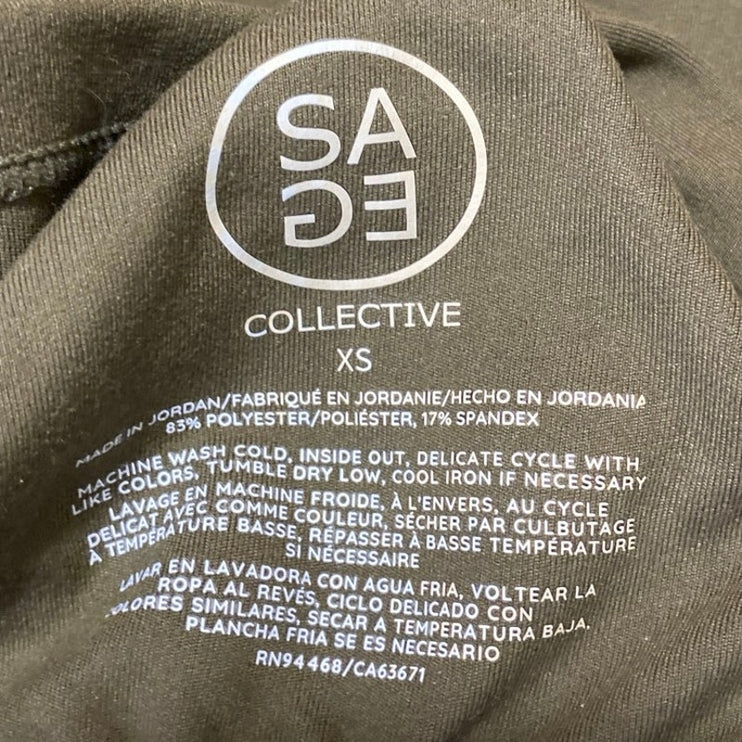 SA
GE
COLLECTIVE
XS
MADE IN JORDAN/FABRIQUÉ EN JORDANIE/HECHO EN JORDANIA
83% POLYESTER/POLIÉSTER, 17% SPANDEX
MACHINE WASH COLD, INSIDE OUT, DELICATE CYCLE WITH
LIKE COLORS, TUMBLE DRY LOW, COOL IRON IF NECESSARY
LAVAGE EN MACHINE FROIDE, À L'ENVERS, AU CYCLE
DÉLICAT AVEC COMME COULEUR, SÉCHER PAR CULBUTAGE
À TEMPÉRATURE BASSE, RÉPASSER À BASSE TEMPÉRATURE
SI NÉCESSAIRE
LAVAR EN LAVADORA CON AGUA FRIA, VOLTEAR LA
ROPA AL REVÉS, CICLO DELICADO CON
COLORES SIMILARES, SECAR A TEMPERATURA BAJA,
PLANCHA FRIA SE ES NECESARIO
RN94468/CA63671